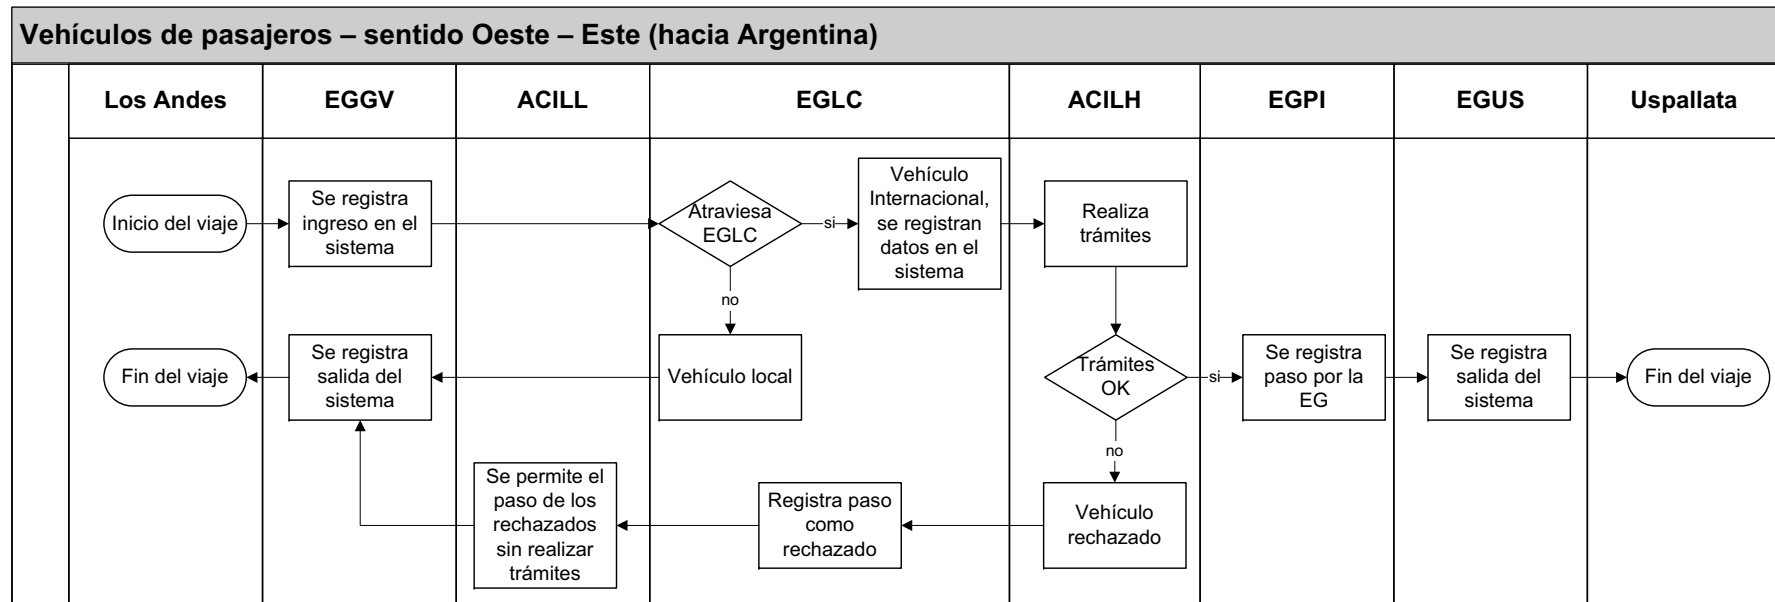 Vehículos de pasajeros – sentido Oeste – Este (hacia Argentina)
Los Andes
EGGV
ACILL
EGLC
ACILH
EGPI
EGUS
Uspallata
Inicio del viaje
Se registra
ingreso en el
sistema
Atraviesa
EGLC
si
Vehículo
Internacional,
se registran
datos en el
sistema
Realiza
trámites
no
Fin del viaje
Se registra
salida del
sistema
Vehículo local
Trámites
OK
si
Se registra
paso por la
EG
Se registra
salida del
sistema
Fin del viaje
no
Se permite el
paso de los
rechazados
sin realizar
trámites
Registra paso
como
rechazado
Vehículo
rechazado